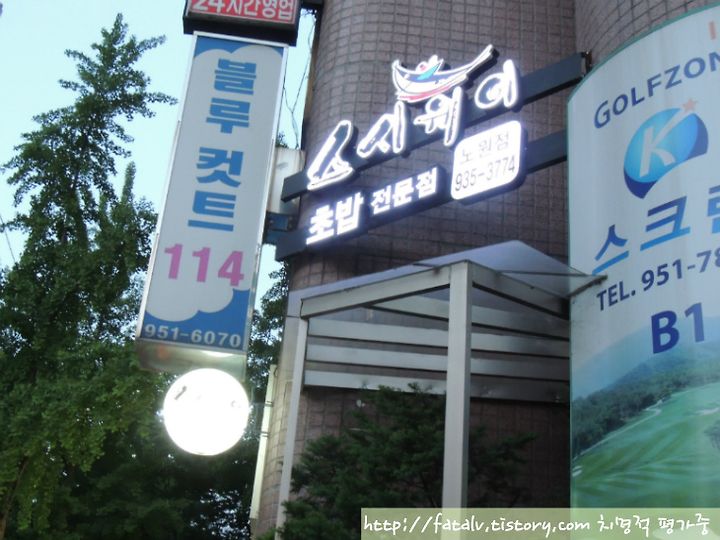 24시간영업
블루컷트
114
951-6070
스시웨이
노원점
935-3774
초밥 전문점
GOLFZON
K
스크린
TEL. 951-78
B1
http://fatalv.tistory.com 치명적 평가중